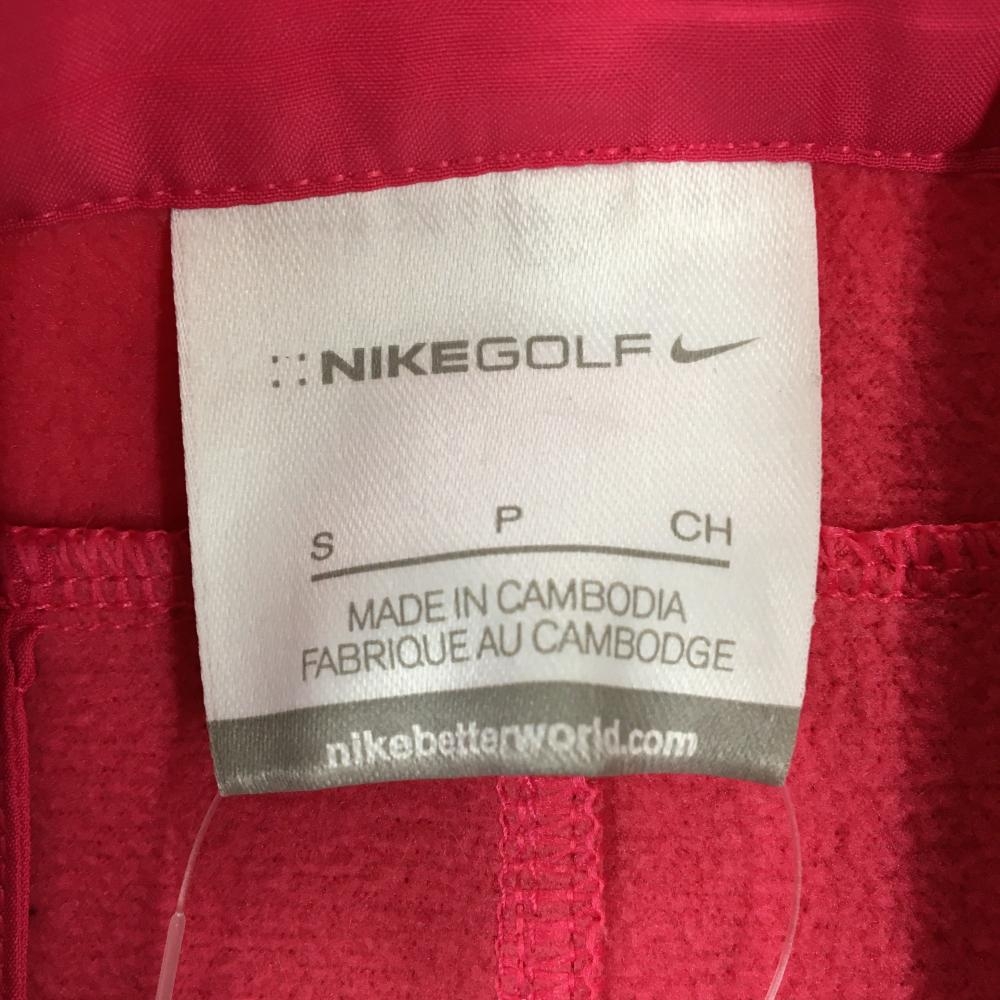 NIKEGOLF
S P CH
MADE IN CAMBODIA
FABRIQUE AU CAMBODGE
nikebetterworld.com